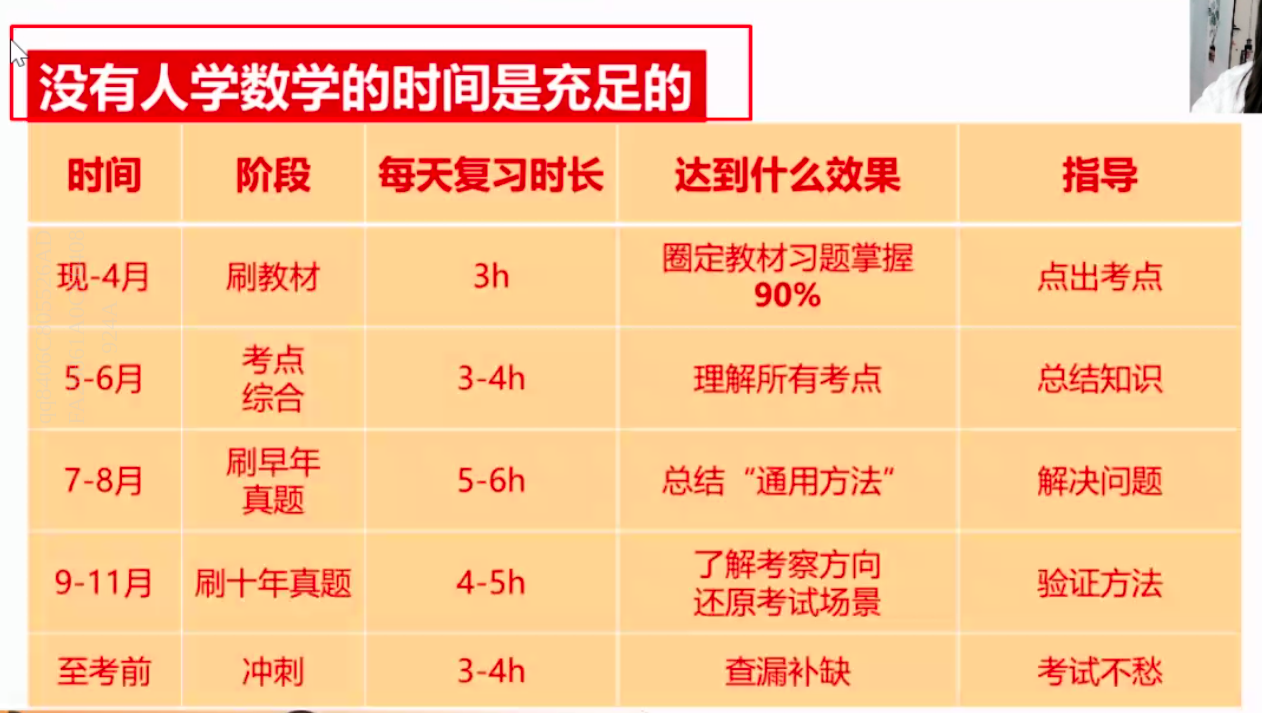 没有人学数学的时间是充足的
时间 阶段 每天复习时长 达到什么效果 指导
现-4月 刷教材 3h 圈定教材习题掌握
90% 点出考点
5-6月 考点
综合 3-4h 理解所有考点 总结知识
7-8月 刷早年
真题 5-6h 总结“通用方法” 解决问题
9-11月 刷十年真题 4-5h 了解考察方向
还原考试场景 验证方法
至考前 冲刺 3-4h 查漏补缺 考试不愁